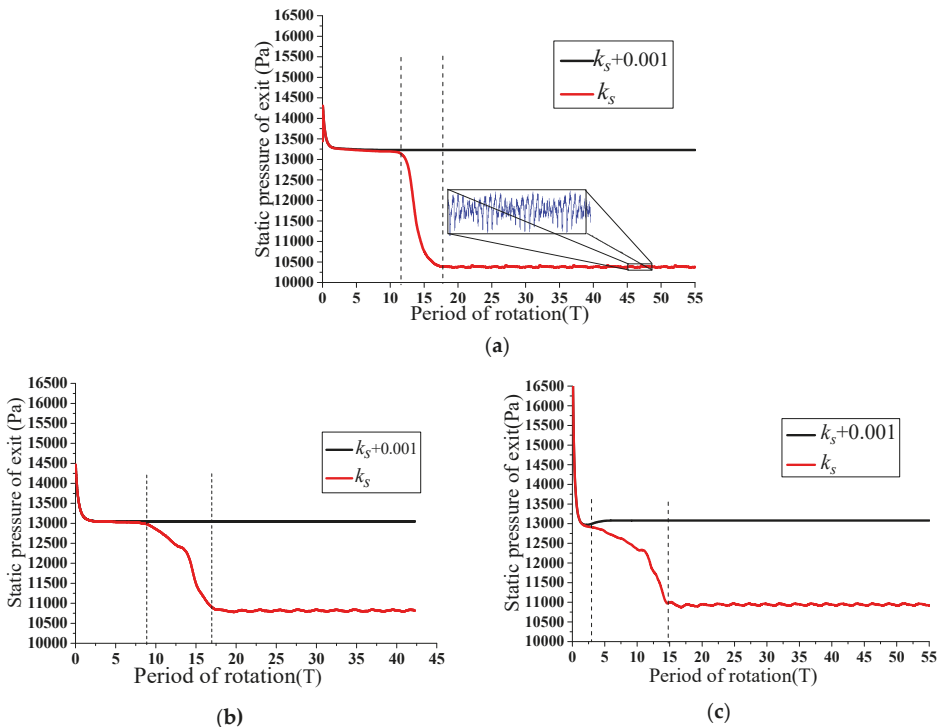 16500
16000
15500
15000
14500
14000
13500
13000
12500
12000
11500
11000
10500
10000
Static pressure of exit (Pa)
k_s+0.001
k_s
0 5 10 15 20 25 30 35 40 45 50 55
Period of rotation(T)
(a)
16500
16000
15500
15000
14500
14000
13500
13000
12500
12000
11500
11000
10500
10000
Static pressure of exit (Pa)
k_s+0.001
k_s
0 5 10 15 20 25 30 35 40 45
Period of rotation(T)
(b)
16500
16000
15500
15000
14500
14000
13500
13000
12500
12000
11500
11000
10500
10000
Static pressure of exit(Pa)
k_s+0.001
k_s
0 5 10 15 20 25 30 35 40 45 50 55
Period of rotation(T)
(c)